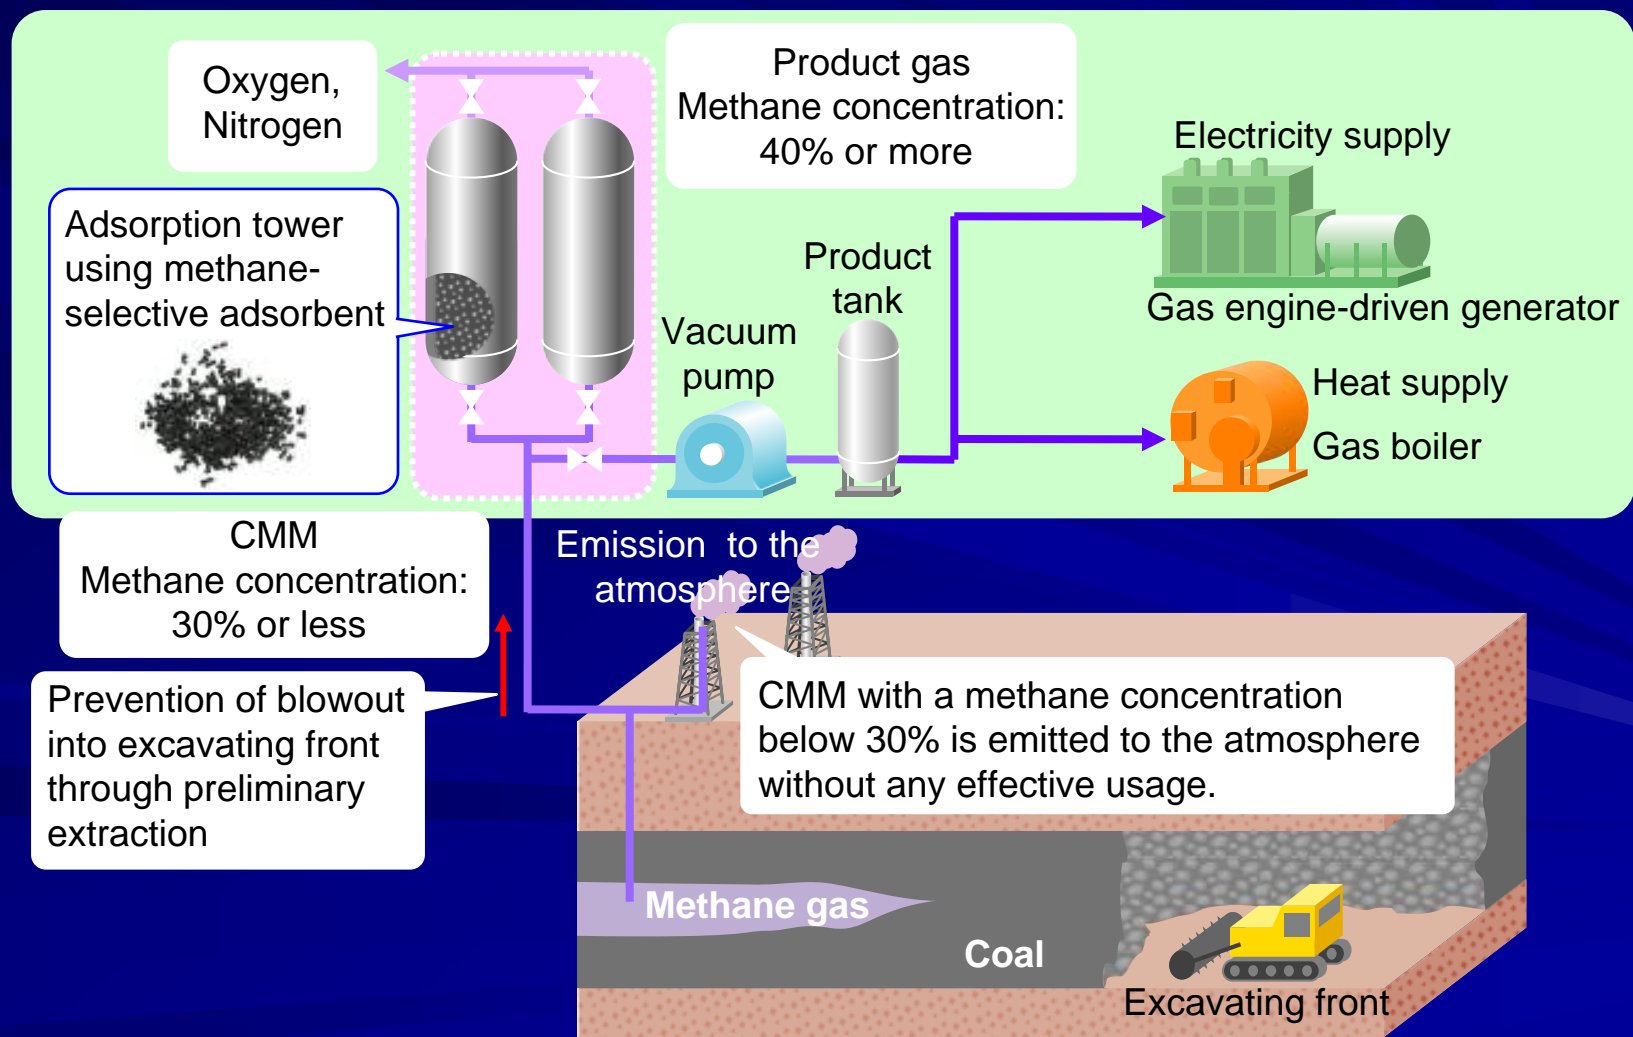 Oxygen,
Nitrogen
Product gas
Methane concentration:
40% or more
Electricity supply
Adsorption tower
using methane-
selective adsorbent
Product
tank
Gas engine-driven generator
Vacuum
pump
Heat supply
Gas boiler
CMM
Methane concentration:
30% or less
Emission  to the
atmosphere
Prevention of blowout
into excavating front
through preliminary
extraction
CMM with a methane concentration
below 30% is emitted to the atmosphere
without any effective usage.
Methane gas
Coal
Excavating front